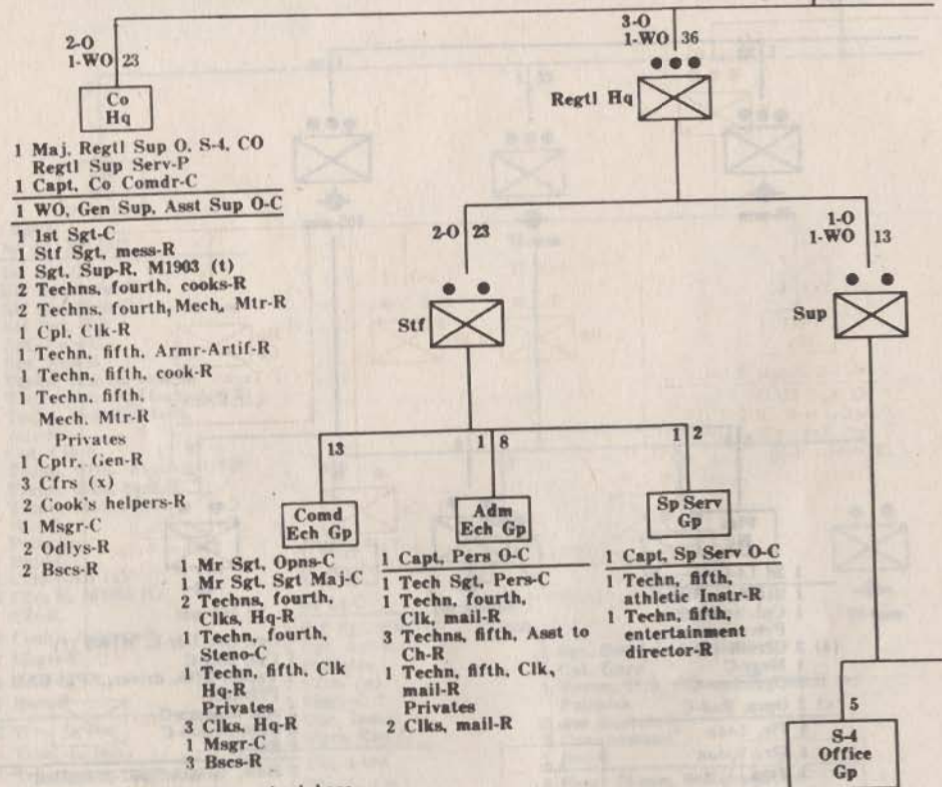 2-O
1-WO 23
Co
Hq
1 Maj, Regtl Sup O, S-4, CO
Regtl Sup Serv-P
1 Capt, Co Comdr-C
1 WO, Gen Sup, Asst Sup O-C
1 1st Sgt-C
1 Stf Sgt, mess-R
1 Sgt, Sup-R, M1903 (t)
2 Techns, fourth, cooks-R
2 Techns, fourth, Mech, Mtr-R
1 Cpl, Clk-R
1 Techn, fifth, Armr-Artif-R
1 Techn, fifth, cook-R
1 Techn, fifth,
Mech, Mtr-R
Privates
1 Cptr, Gen-R
3 Cfrs (x)
2 Cook's helpers-R
1 Msgr-C
2 Odlys-R
2 Bscs-R
3-O
1-WO 36
Regtl Hq
2-O 23
Stf
1-O
1-WO 13
Sup
13
Comd
Ech Gp
1 Mr Sgt, Opns-C
1 Mr Sgt, Sgt Maj-C
2 Techns, fourth,
Clks, Hq-R
1 Techn, fourth,
Steno-C
1 Techn, fifth, Clk
Hq-R
Privates
3 Clks, Hq-R
1 Msgr-C
3 Bscs-R
1 8
Adm
Ech Gp
1 Capt, Pers O-C
1 Tech Sgt, Pers-C
1 Techn, fourth,
Clk, mail-R
3 Techns, fifth, Asst to
Ch-R
1 Techn, fifth, Clk,
mail-R
Privates
2 Clks, mail-R
1 2
Sp Serv
Gp
1 Capt, Sp Serv O-C
1 Techn, fifth,
athletic Instr-R
1 Techn, fifth,
entertainment
director-R
5
S-4
Office
Gp